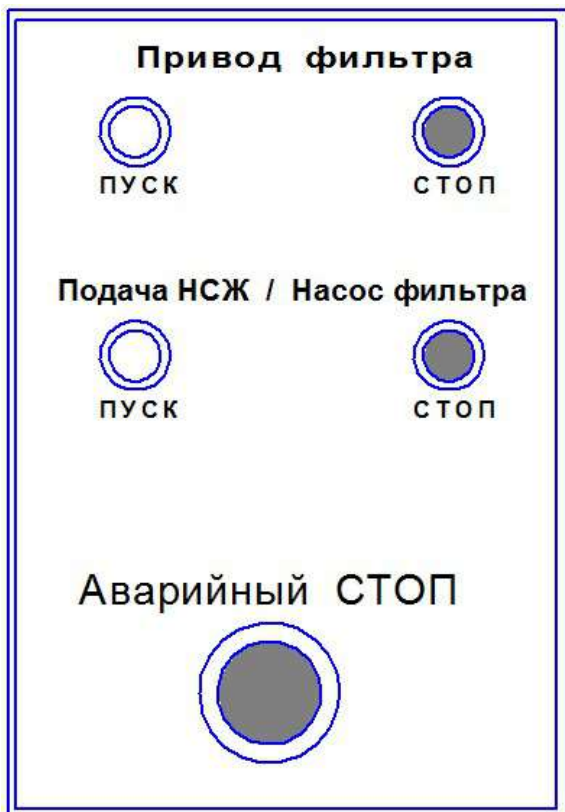 Привод фильтра
ПУСК СТОП
Подача НСЖ / Насос фильтра
ПУСК СТОП
Аварийный СТОП